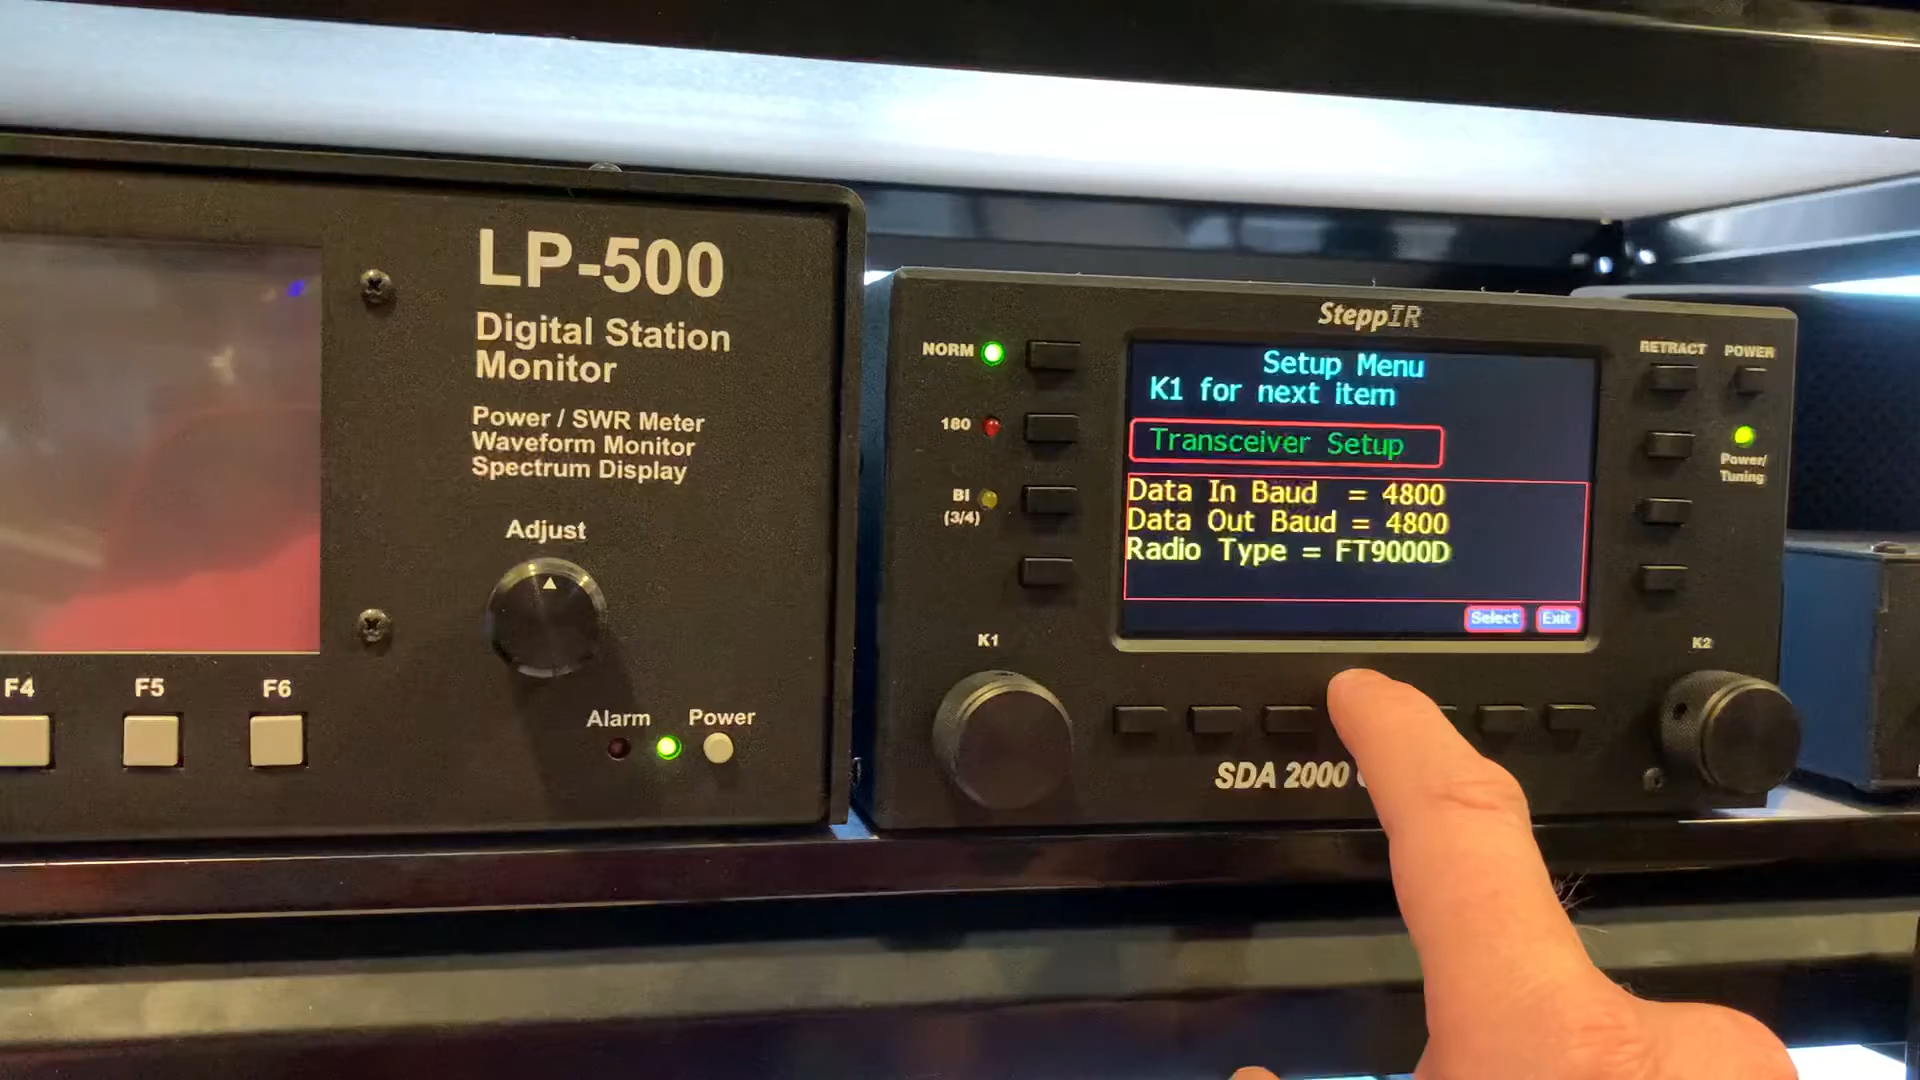 LP-500
Digital Station
Monitor
Power / SWR Meter
Waveform Monitor
Spectrum Display
Adjust
F4
F5
F6
Alarm
Power
SteppIR
NORM
180
BI
(3/4)
K1
Setup Menu
K1 for next item
Transceiver Setup
Data In Baud = 4800
Data Out Baud = 4800
Radio Type = FT9000D
Select
Exit
RETRACT
POWER
Power/
Tuning
K2
SDA 2000